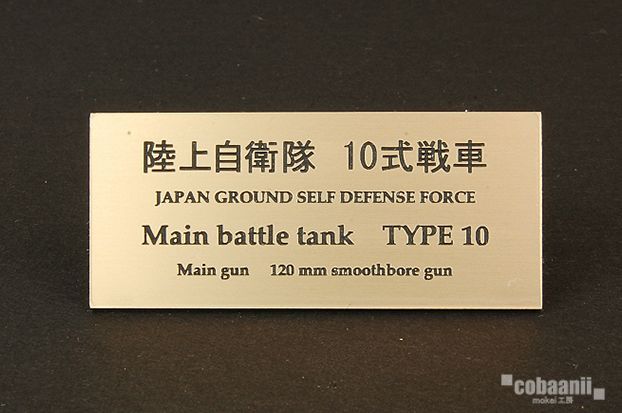 陸上自衛隊 10式戦車
JAPAN GROUND SELF DEFENSE FORCE
Main battle tank TYPE 10
Main gun 120 mm smoothbore gun
cobaanii
mokei 工房